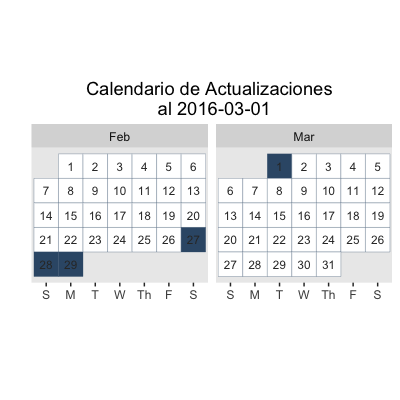 Calendario de Actualizaciones
al 2016-03-01
Feb
1 2 3 4 5 6
7 8 9 10 11 12 13
14 15 16 17 18 19 20
21 22 23 24 25 26 27
28 29
S M T W Th F S
Mar
1 2 3 4 5
6 7 8 9 10 11 12
13 14 15 16 17 18 19
20 21 22 23 24 25 26
27 28 29 30 31
S M T W Th F S